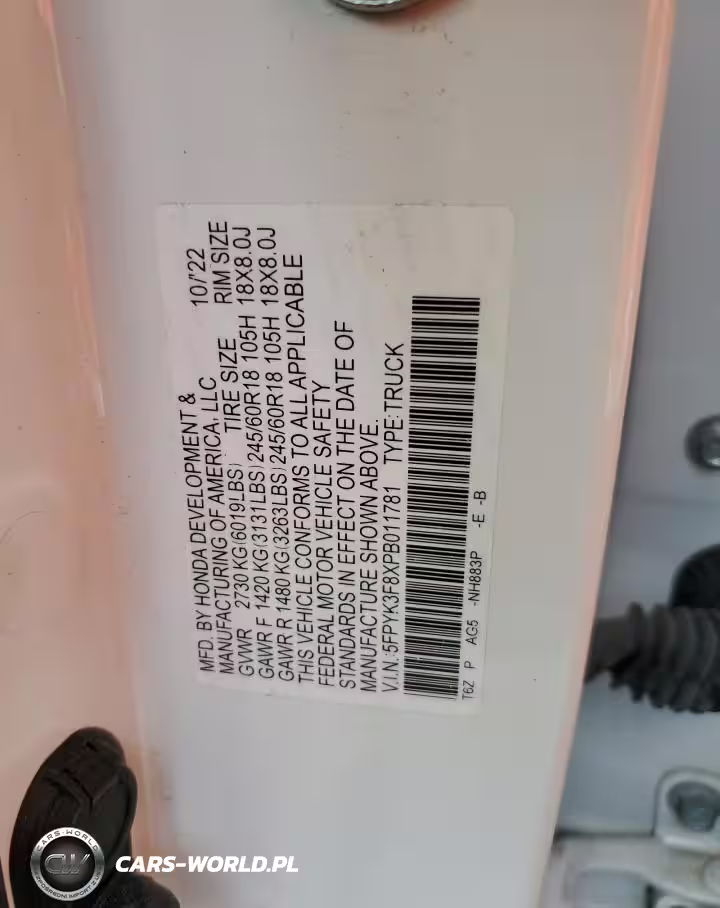 MFD. BY HONDA DEVELOPMENT & 10/'22
MANUFACTURING OF AMERICA, LLC
GVWR 2730 KG(6019LBS) TIRE SIZE RIM SIZE
GAWR F 1420 KG(3131LBS) 245/60R18 105H 18X8.0J
GAWR R 1480 KG(3263LBS) 245/60R18 105H 18X8.0J
THIS VEHICLE CONFORMS TO ALL APPLICABLE
FEDERAL MOTOR VEHICLE SAFETY
STANDARDS IN EFFECT ON THE DATE OF
MANUFACTURE SHOWN ABOVE.
V.I.N.:5FPYK3F8XPB011781 TYPE:TRUCK
T6Z P AG5 -NH883P -E -B
CARS-WORLD
CW
CARS-WORLD.PL